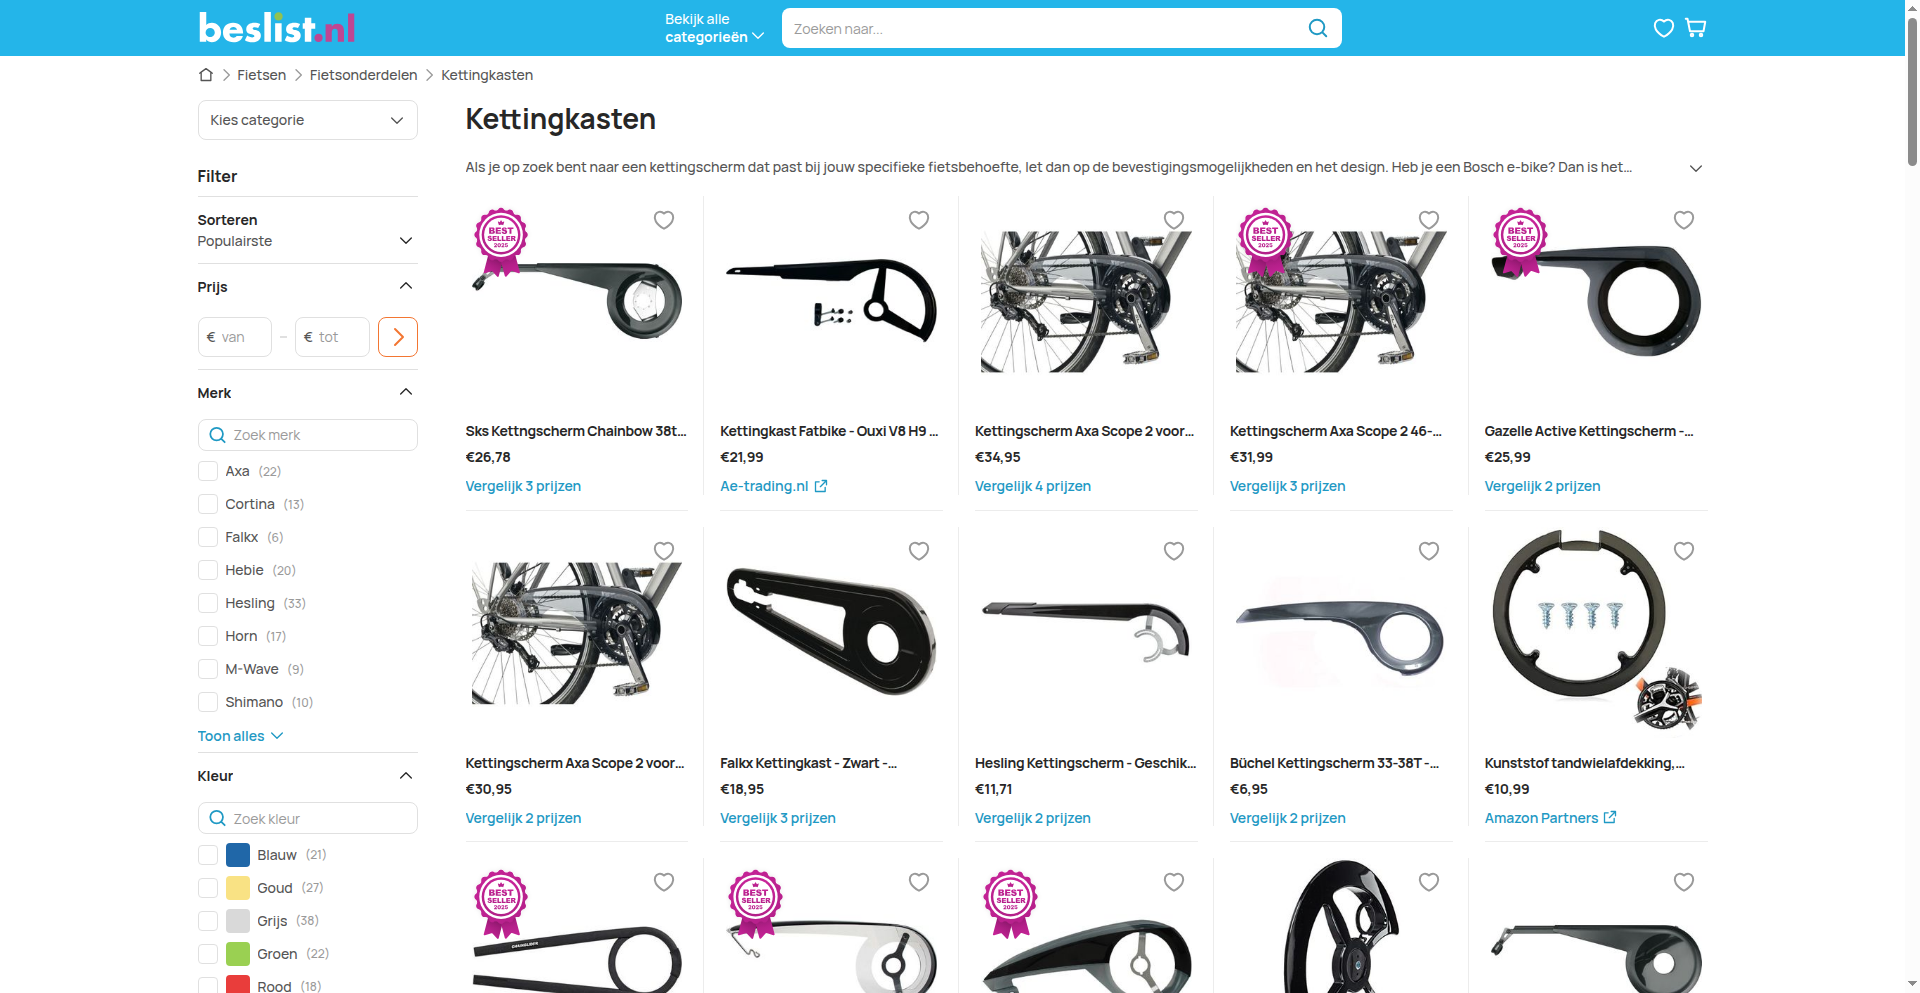 beslist.nl
Bekijk alle
categorieën
Zoeken naar...
Fietsen
Fietsonderdelen
Kettingkasten
Kies categorie
Filter
Sorteren
Populairste
Prijs
€ van
–
€ tot
Merk
Zoek merk
Axa (22)
Cortina (13)
Falkx (6)
Hebie (20)
Hesling (33)
Horn (17)
M-Wave (9)
Shimano (10)
Toon alles
Kleur
Zoek kleur
Blauw (21)
Goud (27)
Grijs (38)
Groen (22)
Rood (18)
Kettingkasten
Als je op zoek bent naar een kettingscherm dat past bij jouw specifieke fietsbehoefte, let dan op de bevestigingsmogelijkheden en het design. Heb je een Bosch e-bike? Dan is het...
BEST
SELLER
2025
Sks Kettngscherm Chainbow 38t...
€26,78
Vergelijk 3 prijzen
Kettingkast Fatbike - Ouxi V8 H9 ...
€21,99
Ae-trading.nl
Kettingscherm Axa Scope 2 voor...
€34,95
Vergelijk 4 prijzen
BEST
SELLER
2025
Kettingscherm Axa Scope 2 46-...
€31,99
Vergelijk 3 prijzen
BEST
SELLER
2025
Gazelle Active Kettingscherm -...
€25,99
Vergelijk 2 prijzen
Kettingscherm Axa Scope 2 voor...
€30,95
Vergelijk 2 prijzen
Falkx Kettingkast - Zwart -...
€18,95
Vergelijk 3 prijzen
Hesling Kettingscherm - Geschik...
€11,71
Vergelijk 2 prijzen
Büchel Kettingscherm 33-38T -...
€6,95
Vergelijk 2 prijzen
Kunststof tandwielafdekking,...
€10,99
Amazon Partners
BEST
SELLER
2025
BEST
SELLER
2025
BEST
SELLER
2025